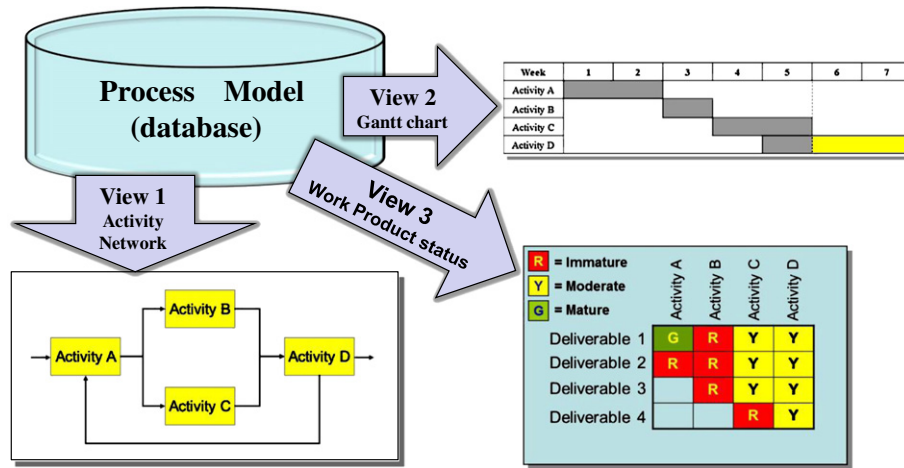 Process Model
(database)
View 2
Gantt chart
Week 1 2 3 4 5 6 7
Activity A
Activity B
Activity C
Activity D
View 1
Activity
Network
View 3
Work Product status
Activity A
Activity B
Activity C
Activity D
R = Immature
Y = Moderate
G = Mature
Activity A
Activity B
Activity C
Activity D
Deliverable 1 G R Y Y
Deliverable 2 R R Y Y
Deliverable 3 R Y Y
Deliverable 4 R Y